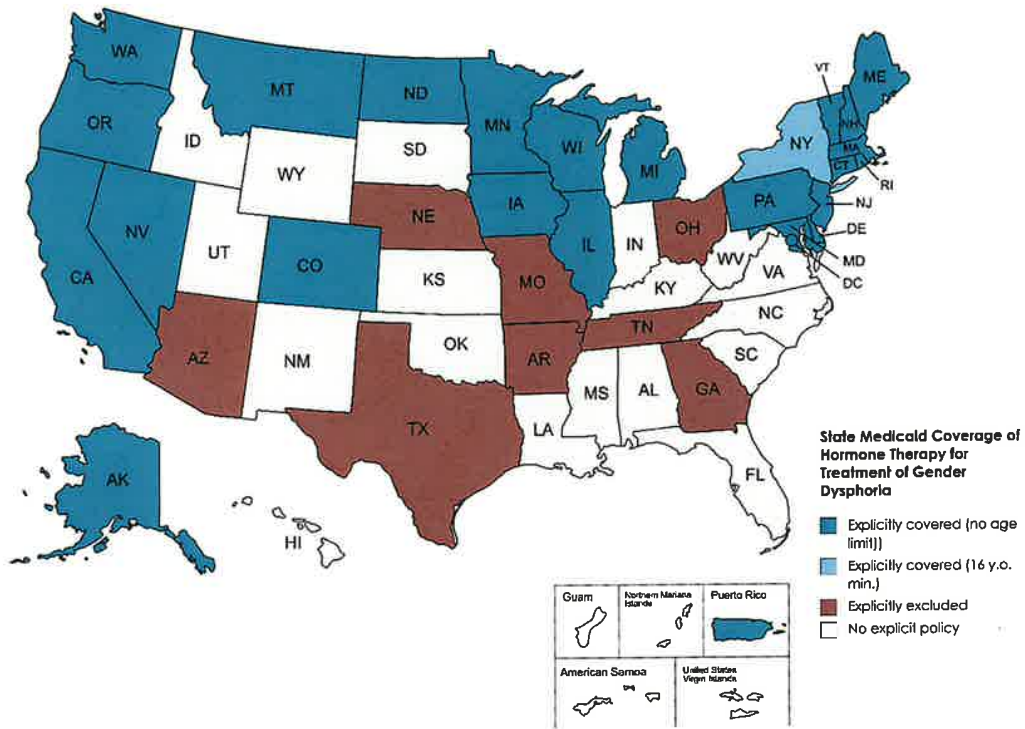 WA
MT
ND
MN
OR
ID
WY
SD
WI
MI
VT
ME
NH
NY
MA
CT
RI
NV
UT
CO
NE
IA
IL
IN
OH
PA
NJ
DE
MD
DC
CA
KS
MO
KY
WV
VA
AZ
NM
OK
AR
TN
NC
SC
TX
LA
MS
AL
GA
FL
AK
HI
State Medicaid Coverage of
Hormone Therapy for
Treatment of Gender
Dysphoria
Explicitly covered (no age
limit))
Explicitly covered (16 y.o.
min.)
Explicitly excluded
No explicit policy
Guam
Northern Mariana
Islands
Puerto Rico
American Samoa
United States
Virgin Islands